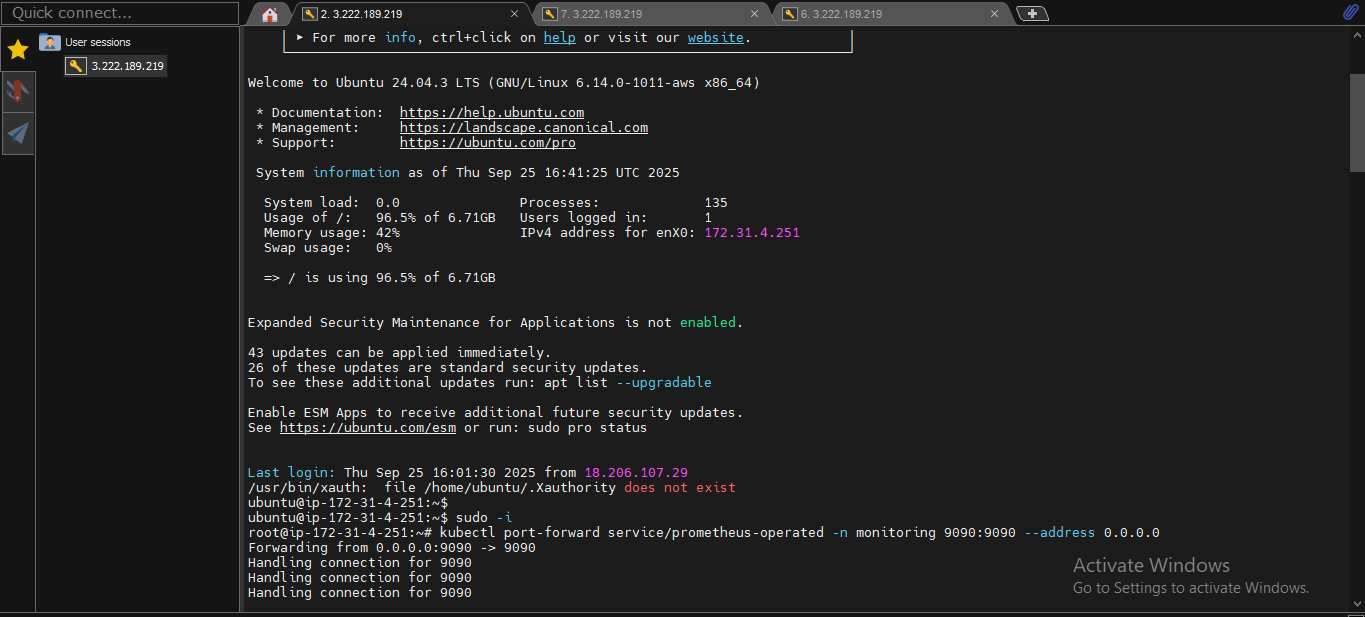 Quick connect...
2. 3.222.189.219
7. 3.222.189.219
6. 3.222.189.219
User sessions
3.222.189.219
➤ For more info, ctrl+click on help or visit our website.
Welcome to Ubuntu 24.04.3 LTS (GNU/Linux 6.14.0-1011-aws x86_64)
* Documentation:  https://help.ubuntu.com
* Management:     https://landscape.canonical.com
* Support:        https://ubuntu.com/pro
System information as of Thu Sep 25 16:41:25 UTC 2025
System load:  0.0               Processes:             135
Usage of /:   96.5% of 6.71GB   Users logged in:       1
Memory usage: 42%               IPv4 address for enX0: 172.31.4.251
Swap usage:   0%
=> / is using 96.5% of 6.71GB
Expanded Security Maintenance for Applications is not enabled.
43 updates can be applied immediately.
26 of these updates are standard security updates.
To see these additional updates run: apt list --upgradable
Enable ESM Apps to receive additional future security updates.
See https://ubuntu.com/esm or run: sudo pro status
Last login: Thu Sep 25 16:01:30 2025 from 18.206.107.29
/usr/bin/xauth:  file /home/ubuntu/.Xauthority does not exist
ubuntu@ip-172-31-4-251:~$
ubuntu@ip-172-31-4-251:~$ sudo -i
root@ip-172-31-4-251:~# kubectl port-forward service/prometheus-operated -n monitoring 9090:9090 --address 0.0.0.0
Forwarding from 0.0.0.0:9090 -> 9090
Handling connection for 9090
Handling connection for 9090
Handling connection for 9090
Activate Windows
Go to Settings to activate Windows.